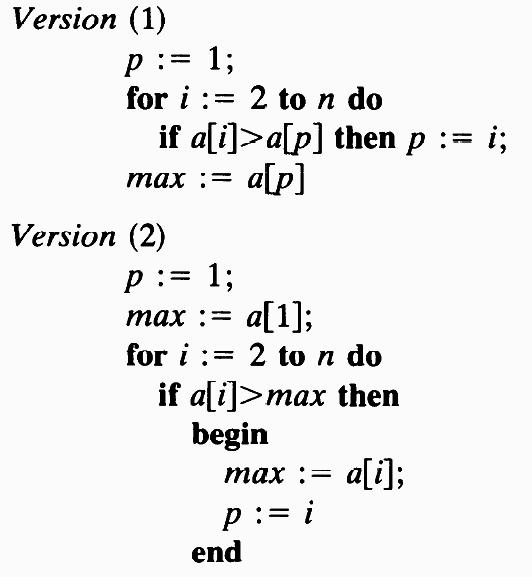 Version (1)
p := 1;
for i := 2 to n do
if a[i]>a[p] then p := i;
max := a[p]
Version (2)
p := 1;
max := a[1];
for i := 2 to n do
if a[i]>max then
begin
max := a[i];
p := i
end